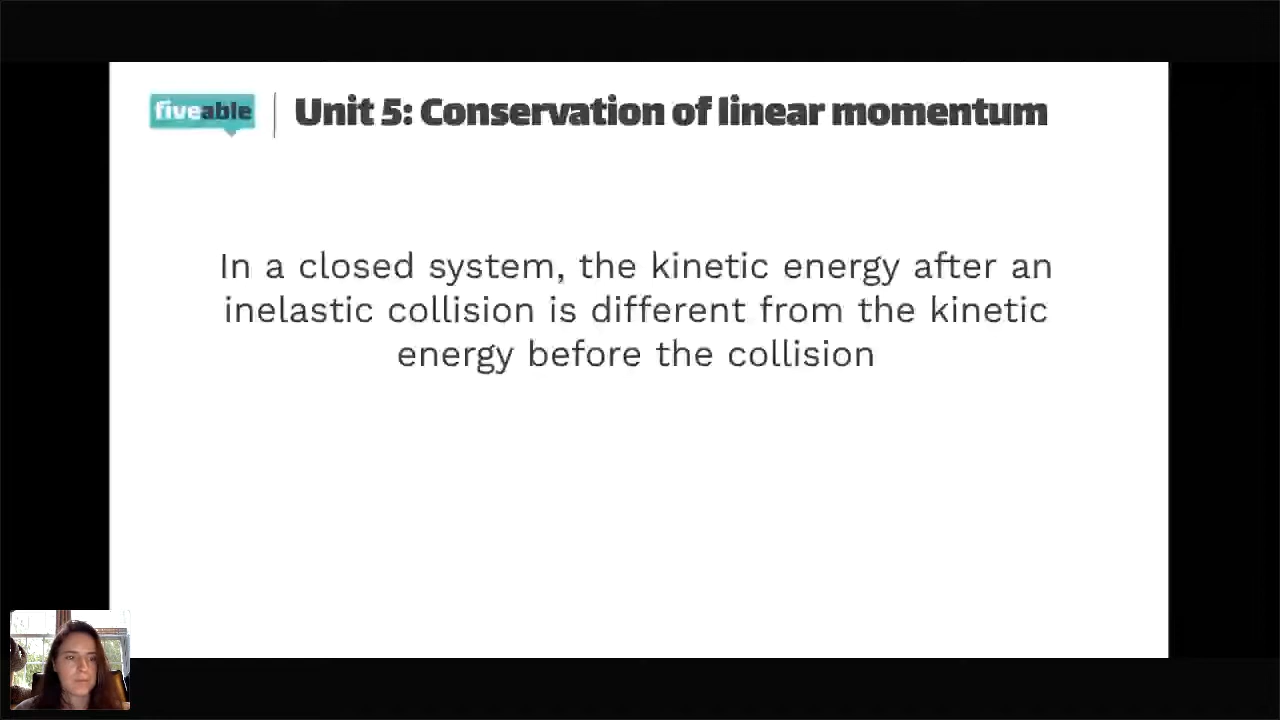 fiveable
Unit 5: Conservation of linear momentum
In a closed system, the kinetic energy after an
inelastic collision is different from the kinetic
energy before the collision